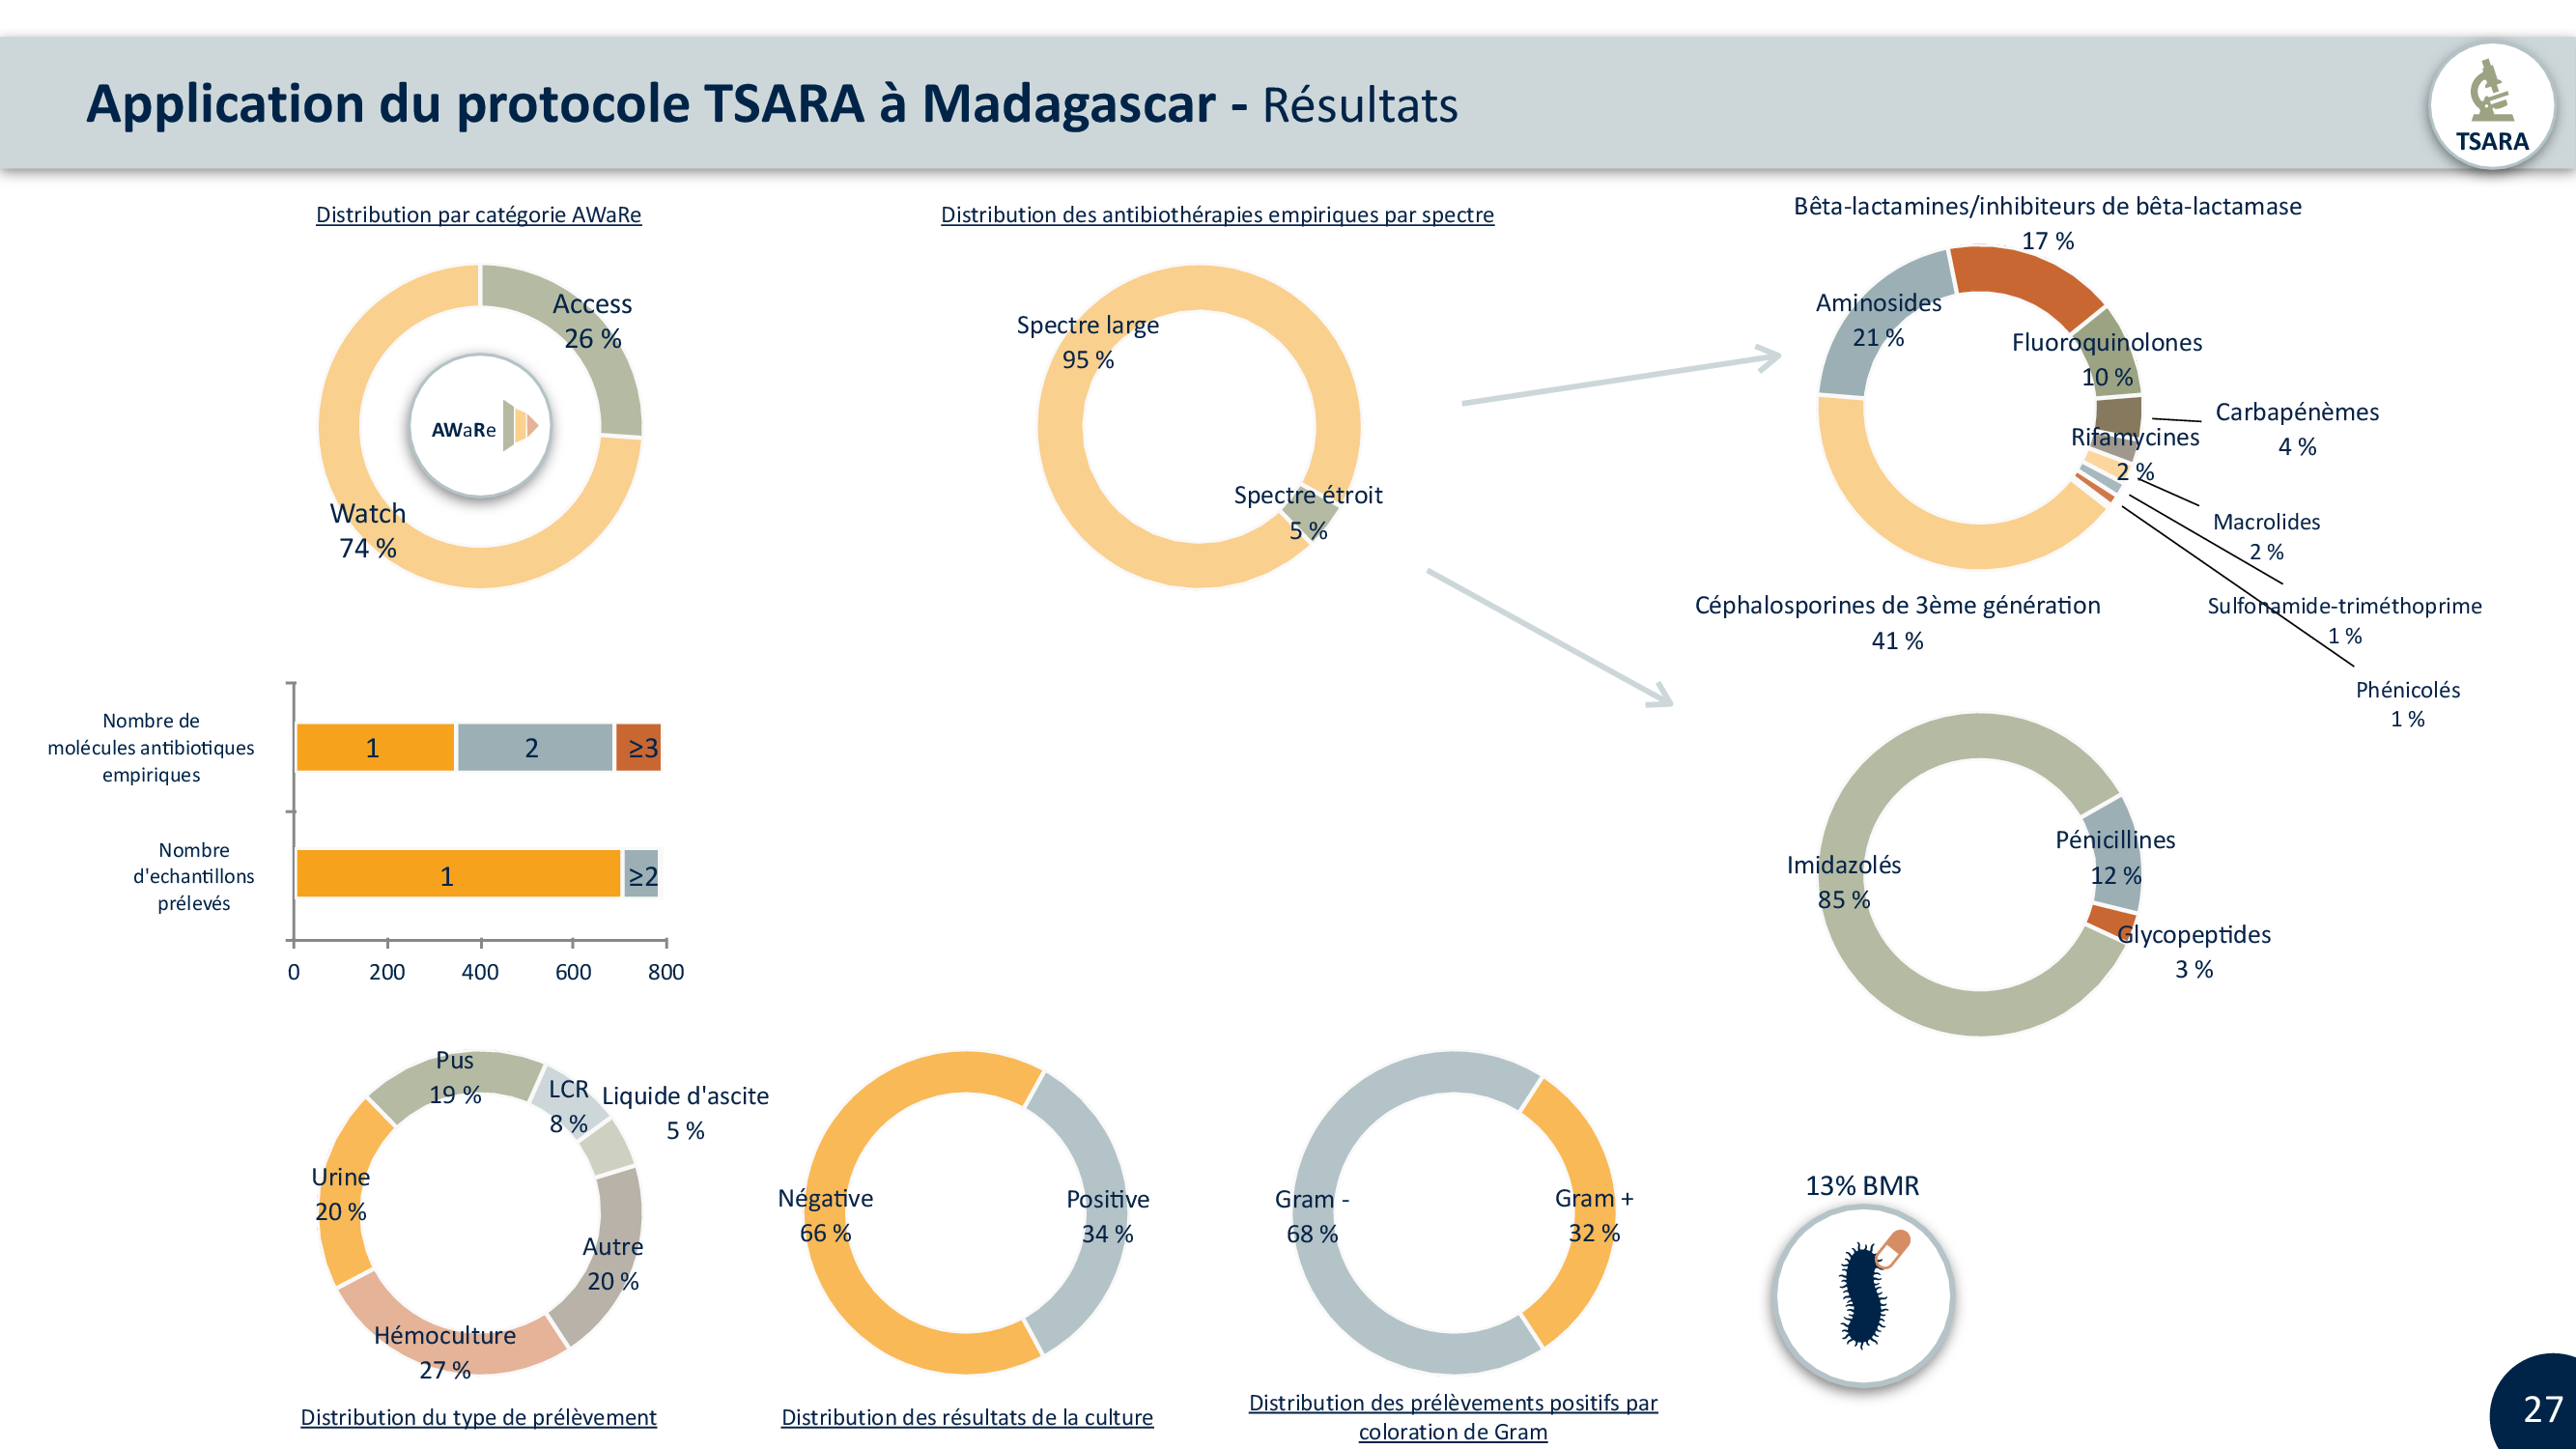 Application du protocole TSARA à Madagascar - Résultats
TSARA
Distribution par catégorie AWaRe
Access
26 %
AWaRe
Watch
74 %
Distribution des antibiothérapies empiriques par spectre
Spectre large
95 %
Spectre étroit
5 %
Bêta-lactamines/inhibiteurs de bêta-lactamase
17 %
Aminosides
21 %
Fluoroquinolones
10 %
Carbapénèmes
4 %
Rifamycines
2 %
Macrolides
2 %
Sulfonamide-triméthoprime
1 %
Phénicolés
1 %
Céphalosporines de 3ème génération
41 %
Nombre de
molécules antibiotiques
empiriques
1
2
≥3
Nombre
d'echantillons
prélevés
1
≥2
0
200
400
600
800
Imidazolés
85 %
Pénicillines
12 %
Glycopeptides
3 %
Pus
19 %
LCR
8 %
Liquide d'ascite
5 %
Urine
20 %
Autre
20 %
Hémoculture
27 %
Distribution du type de prélèvement
Négative
66 %
Positive
34 %
Distribution des résultats de la culture
Gram -
68 %
Gram +
32 %
Distribution des prélèvements positifs par
coloration de Gram
13% BMR
27